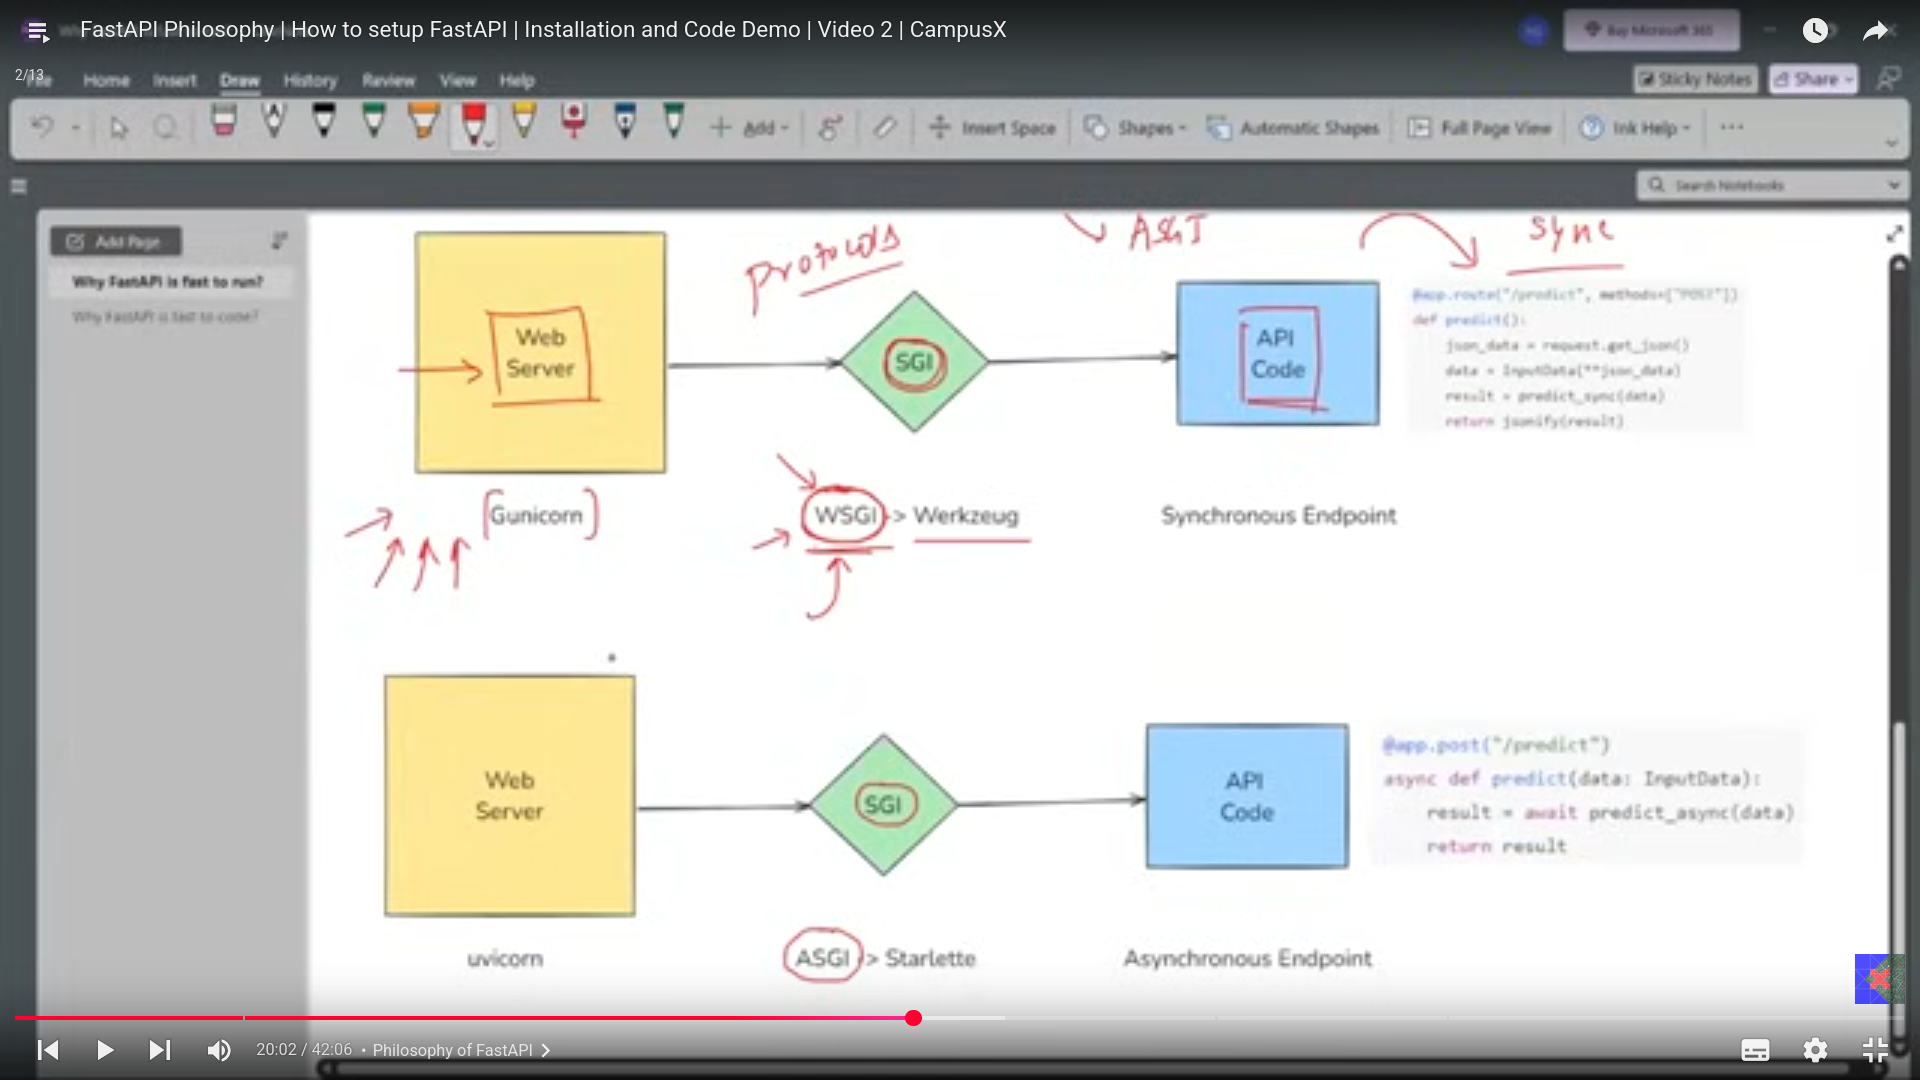 FastAPI Philosophy | How to setup FastAPI | Installation and Code Demo | Video 2 | CampusX
Buy Microsoft 365
2/13
File Home Insert Draw History Review View Help
Sticky Notes Share
Add Insert Space Shapes Automatic Shapes Full Page View Ink Help
Search Notebooks
Add Page
Why FastAPI is fast to run?
Why FastAPI is fast to code?
Protocols
ASGI
Sync
Web
Server
SGI
API
Code
@app.route("/predict", methods=["POST"])
def predict():
json_data = request.get_json()
data = InputData(**json_data)
result = predict_sync(data)
return jsonify(result)
Gunicorn
WSGI > Werkzeug
Synchronous Endpoint
Web
Server
SGI
API
Code
@app.post("/predict")
async def predict(data: InputData):
result = await predict_async(data)
return result
uvicorn
ASGI > Starlette
Asynchronous Endpoint
20:02 / 42:06 • Philosophy of FastAPI